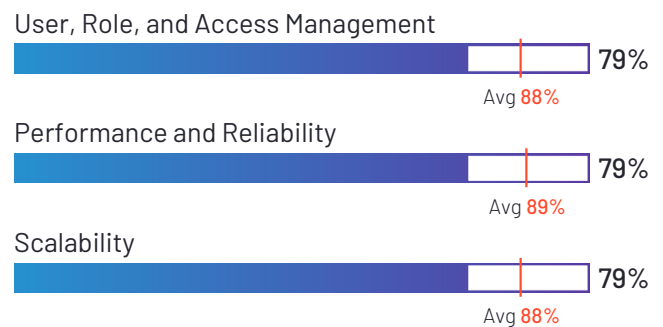 User, Role, and Access Management
79%
Avg 88%
Performance and Reliability
79%
Avg 89%
Scalability
79%
Avg 88%